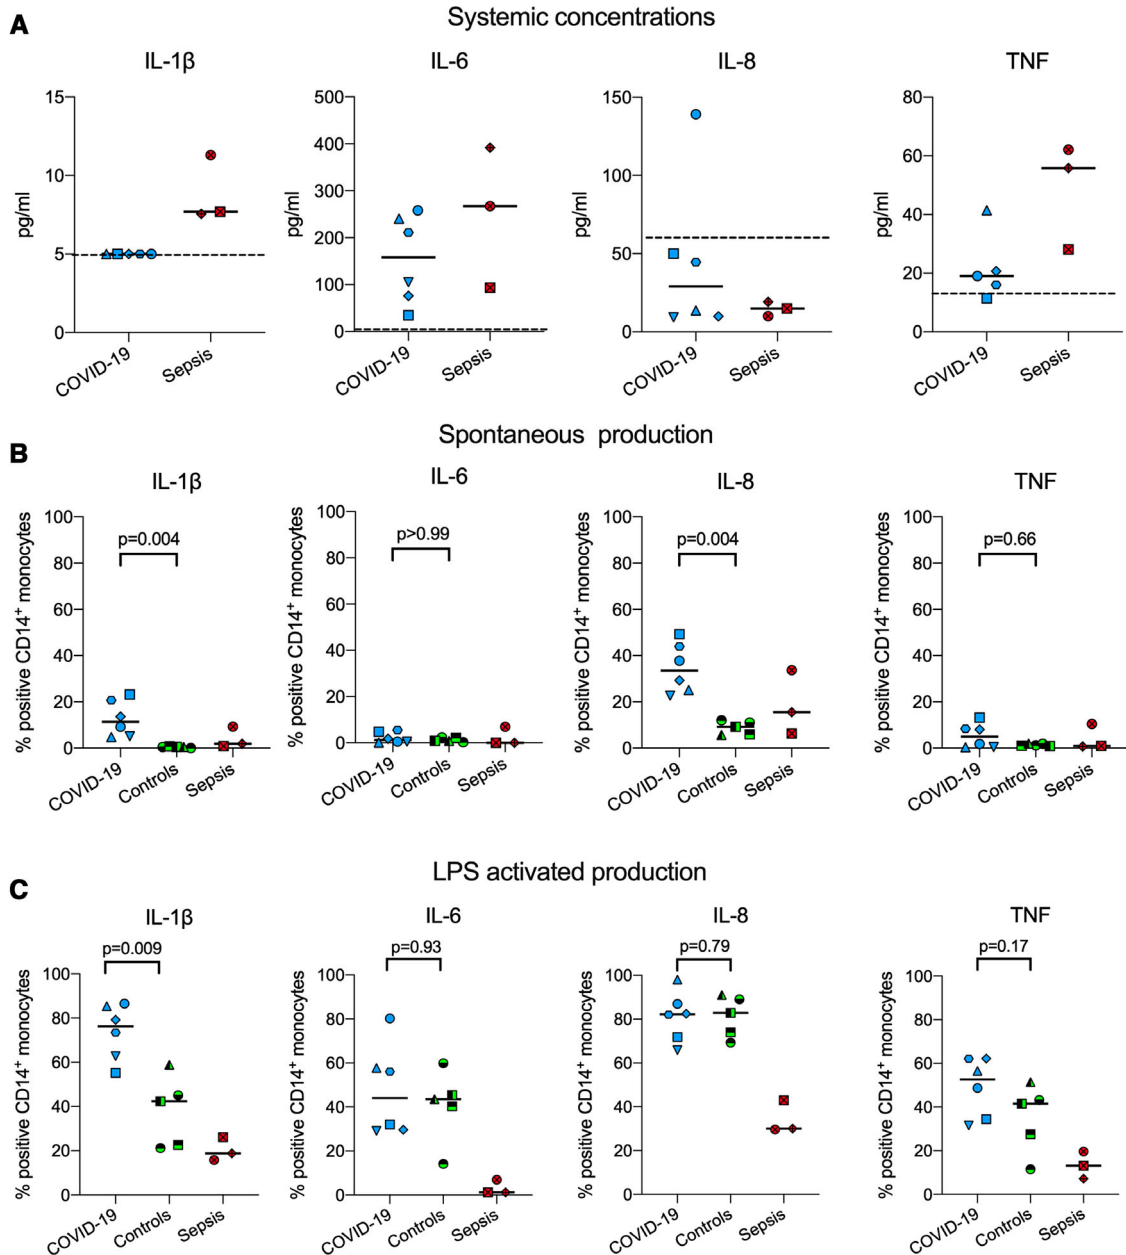 A
Systemic concentrations
IL-1β
IL-6
IL-8
TNF
pg/ml
15
10
5
0
COVID-19
Sepsis
pg/ml
500
400
300
200
100
0
COVID-19
Sepsis
pg/ml
150
100
50
0
COVID-19
Sepsis
pg/ml
80
60
40
20
0
COVID-19
Sepsis
B
Spontaneous production
IL-1β
IL-6
IL-8
TNF
% positive CD14+ monocytes
100
80
60
40
20
0
p=0.004
COVID-19
Controls
Sepsis
% positive CD14+ monocytes
100
80
60
40
20
0
p>0.99
COVID-19
Controls
Sepsis
% positive CD14+ monocytes
100
80
60
40
20
0
p=0.004
COVID-19
Controls
Sepsis
% positive CD14+ monocytes
100
80
60
40
20
0
p=0.66
COVID-19
Controls
Sepsis
C
LPS activated production
IL-1β
IL-6
IL-8
TNF
% positive CD14+ monocytes
100
80
60
40
20
0
p=0.009
COVID-19
Controls
Sepsis
% positive CD14+ monocytes
100
80
60
40
20
0
p=0.93
COVID-19
Controls
Sepsis
% positive CD14+ monocytes
100
80
60
40
20
0
p=0.79
COVID-19
Controls
Sepsis
% positive CD14+ monocytes
100
80
60
40
20
0
p=0.17
COVID-19
Controls
Sepsis